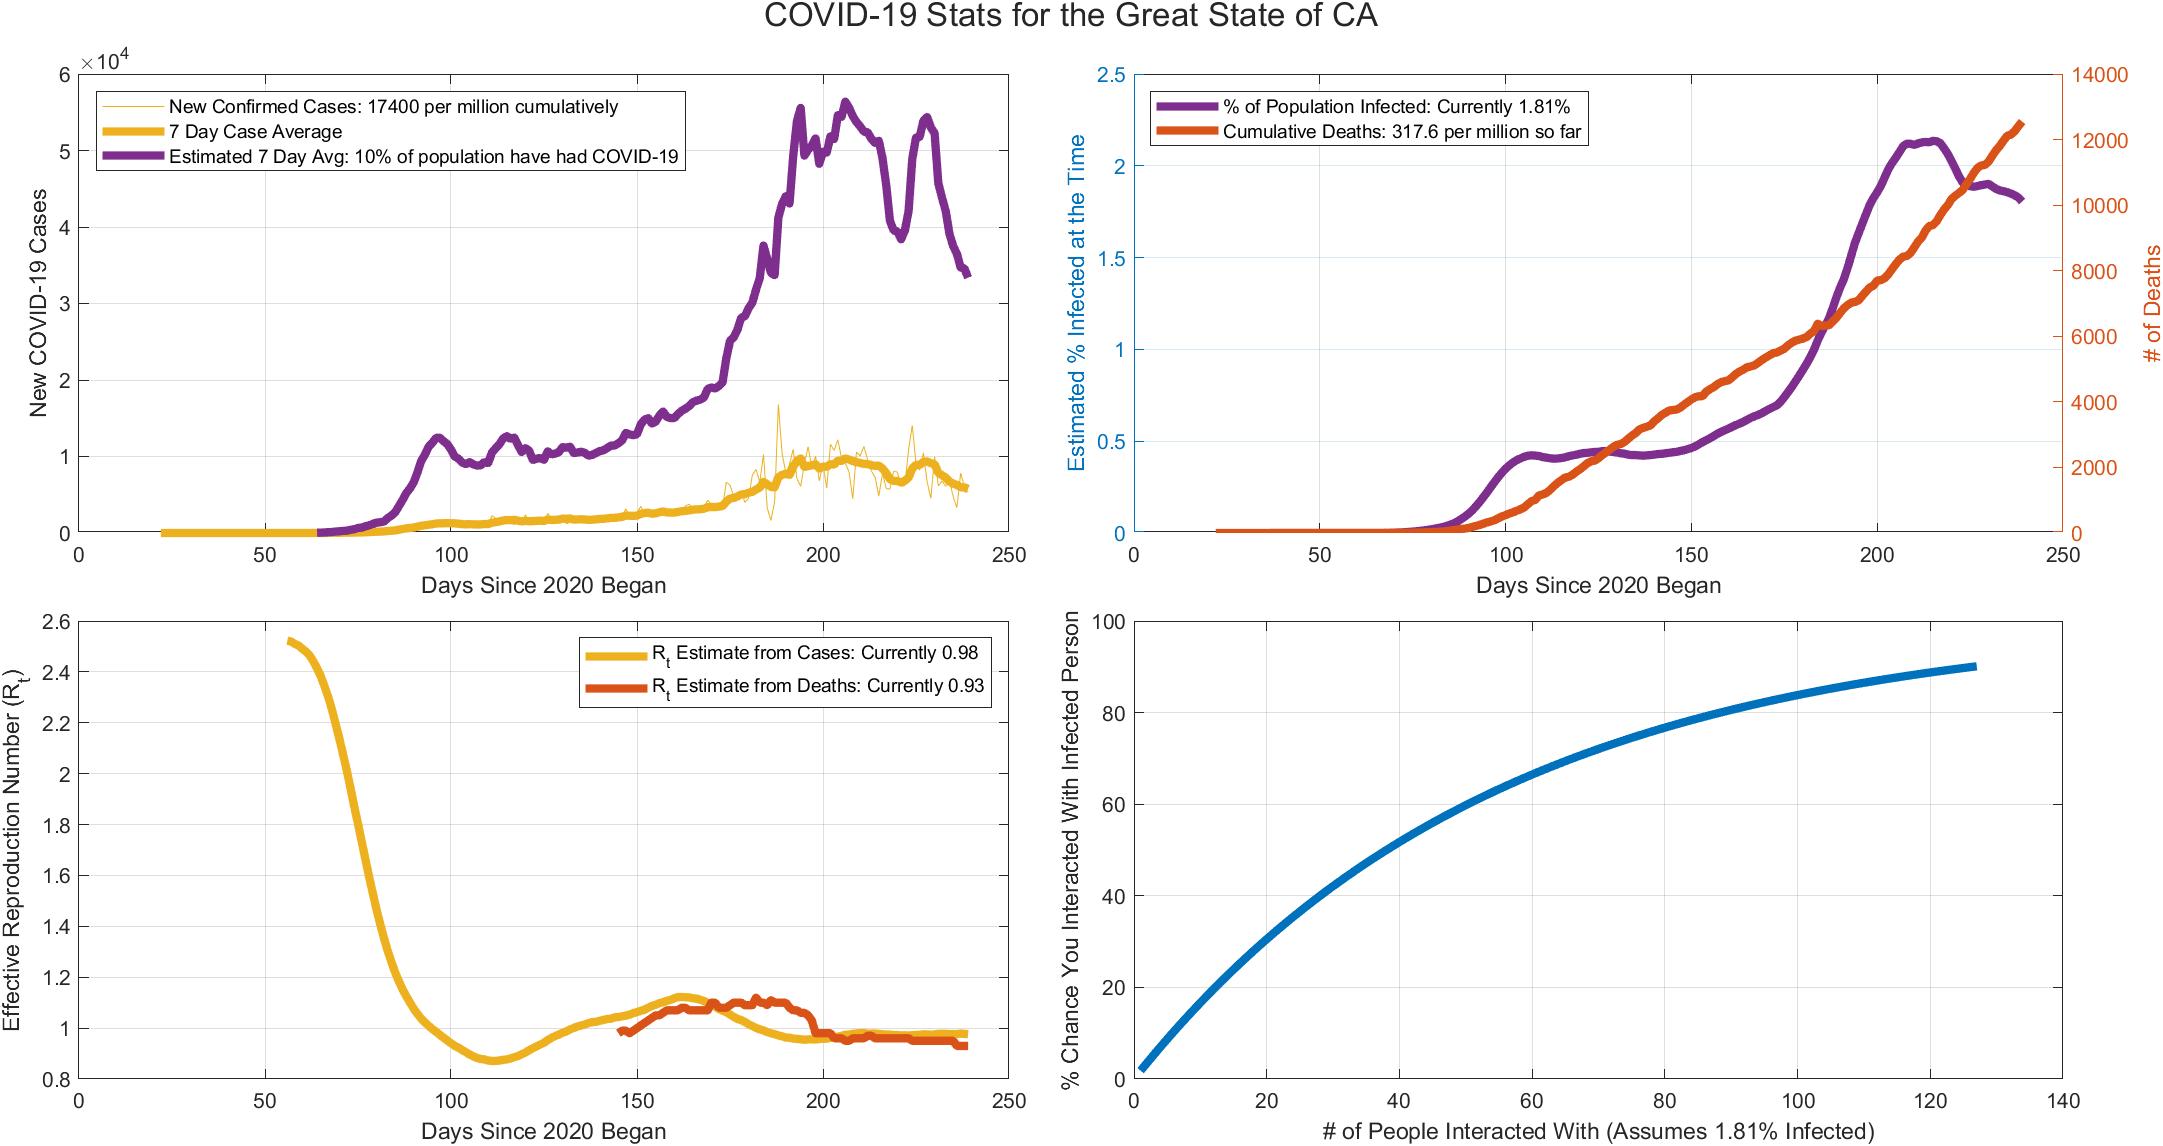 COVID-19 Stats for the Great State of CA
×10⁴
6
5
4
3
2
1
0
New COVID-19 Cases
New Confirmed Cases: 17400 per million cumulatively
7 Day Case Average
Estimated 7 Day Avg: 10% of population have had COVID-19
0 50 100 150 200 250
Days Since 2020 Began
2.5
2
1.5
1
0.5
0
Estimated % Infected at the Time
% of Population Infected: Currently 1.81%
Cumulative Deaths: 317.6 per million so far
14000
12000
10000
8000
6000
4000
2000
0
# of Deaths
0 50 100 150 200 250
Days Since 2020 Began
2.6
2.4
2.2
2
1.8
1.6
1.4
1.2
1
0.8
Effective Reproduction Number (Rt)
Rt Estimate from Cases: Currently 0.98
Rt Estimate from Deaths: Currently 0.93
0 50 100 150 200 250
Days Since 2020 Began
100
80
60
40
20
0
% Chance You Interacted With Infected Person
0 20 40 60 80 100 120 140
# of People Interacted With (Assumes 1.81% Infected)